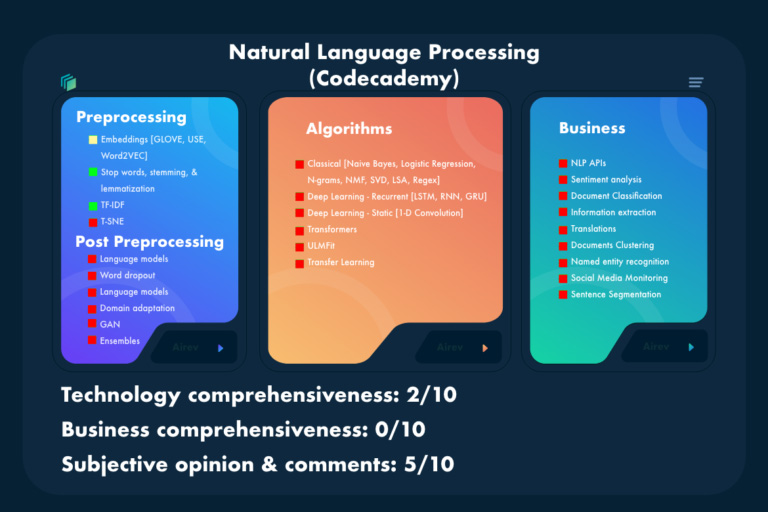 Natural Language Processing
(Codecademy)
Preprocessing
Embeddings [GLOVE, USE,
Word2VEC]
Stop words, stemming, &
lemmatization
TF-IDF
T-SNE
Post Preprocessing
Language models
Word dropout
Language models
Domain adaptation
GAN
Ensembles
Airev
Algorithms
Classical [Naive Bayes, Logistic Regression,
N-grams, NMF, SVD, LSA, Regex]
Deep Learning - Recurrent [LSTM, RNN, GRU]
Deep Learning - Static [1-D Convolution]
Transformers
ULMFit
Transfer Learning
Airev
Business
NLP APIs
Sentiment analysis
Document Classification
Information extraction
Translations
Documents Clustering
Named entity recognition
Social Media Monitoring
Sentence Segmentation
Airev
Technology comprehensiveness: 2/10
Business comprehensiveness: 0/10
Subjective opinion & comments: 5/10